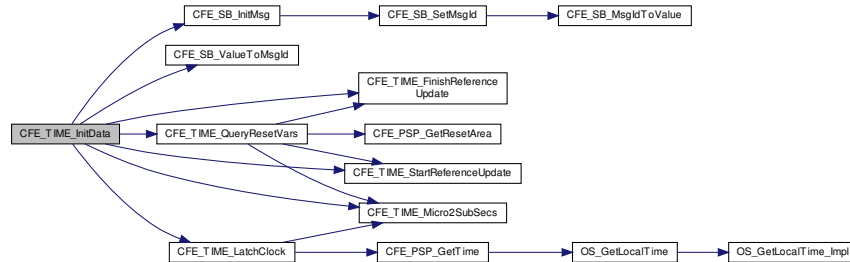 CFE_SB_InitMsg
CFE_SB_SetMsgId
CFE_SB_MsgIdToValue
CFE_SB_ValueToMsgId
CFE_TIME_FinishReference
Update
CFE_TIME_InitData
CFE_TIME_QueryResetVars
CFE_PSP_GetResetArea
CFE_TIME_StartReferenceUpdate
CFE_TIME_Micro2SubSecs
CFE_TIME_LatchClock
CFE_PSP_GetTime
OS_GetLocalTime
OS_GetLocalTime_Impl